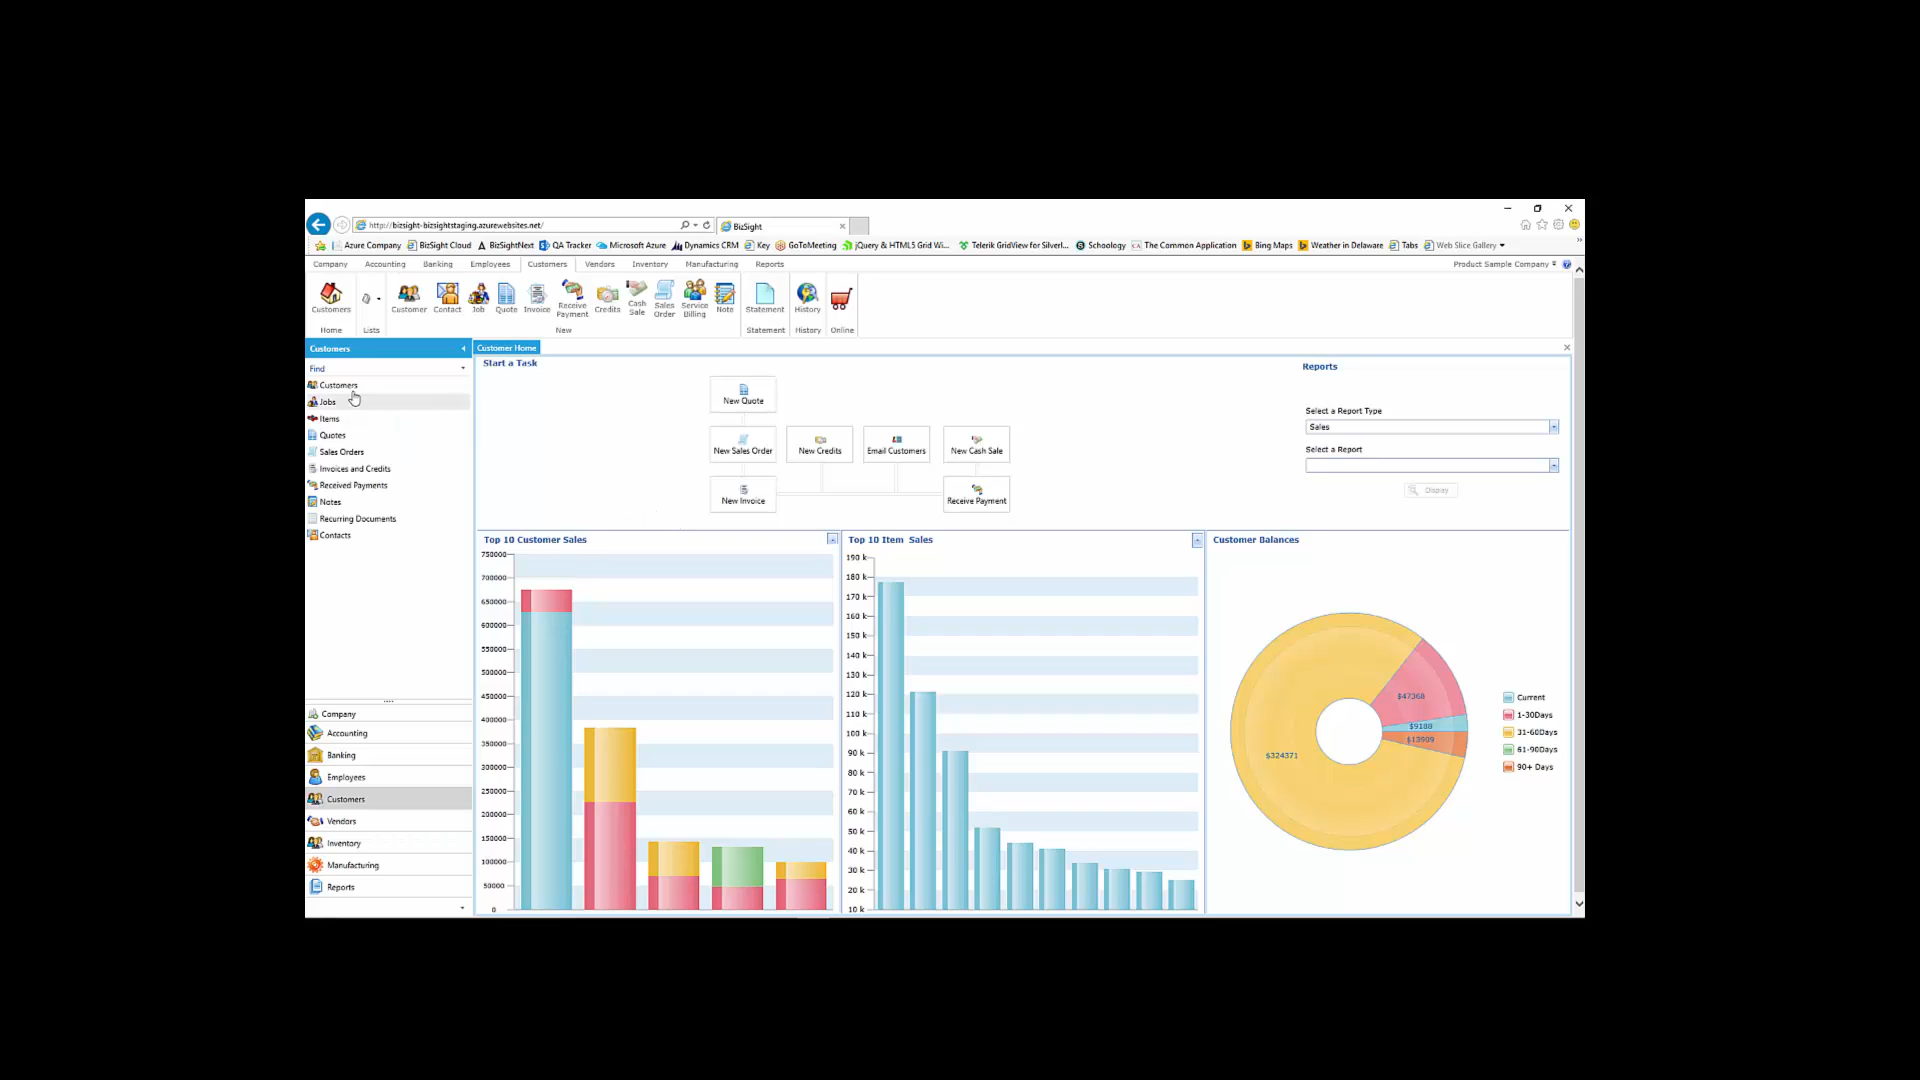 http://bizsight-bizsightstaging.azurewebsites.net/
BizSight
Azure Company BizSight Cloud BizSightNext QA Tracker Microsoft Azure Dynamics CRM Key GoToMeeting jQuery & HTML5 Grid Wi... Telerik GridView for Silverl... Schoology The Common Application Bing Maps Weather in Delaware Tabs Web Slice Gallery
Company Accounting Banking Employees Customers Vendors Inventory Manufacturing Reports
Product Sample Company
Customers Customer Contact Job Quote Invoice Receive Payment Credits Cash Sale Sales Order Service Billing Note Statement History
Home Lists New Statement History Online
Customers
Find
Customers
Jobs
Items
Quotes
Sales Orders
Invoices and Credits
Received Payments
Notes
Recurring Documents
Contacts
Company
Accounting
Banking
Employees
Customers
Vendors
Inventory
Manufacturing
Reports
Customer Home
Start a Task
New Quote
New Sales Order New Credits Email Customers New Cash Sale
New Invoice Receive Payment
Reports
Select a Report Type
Sales
Select a Report
Display
Top 10 Customer Sales
750000
700000
650000
600000
550000
500000
450000
400000
350000
300000
250000
200000
150000
100000
50000
0
Top 10 Item Sales
190 k
180 k
170 k
160 k
150 k
140 k
130 k
120 k
110 k
100 k
90 k
80 k
70 k
60 k
50 k
40 k
30 k
20 k
10 k
Customer Balances
$47368
$9188
$13909
$324371
Current
1-30Days
31-60Days
61-90Days
90+ Days